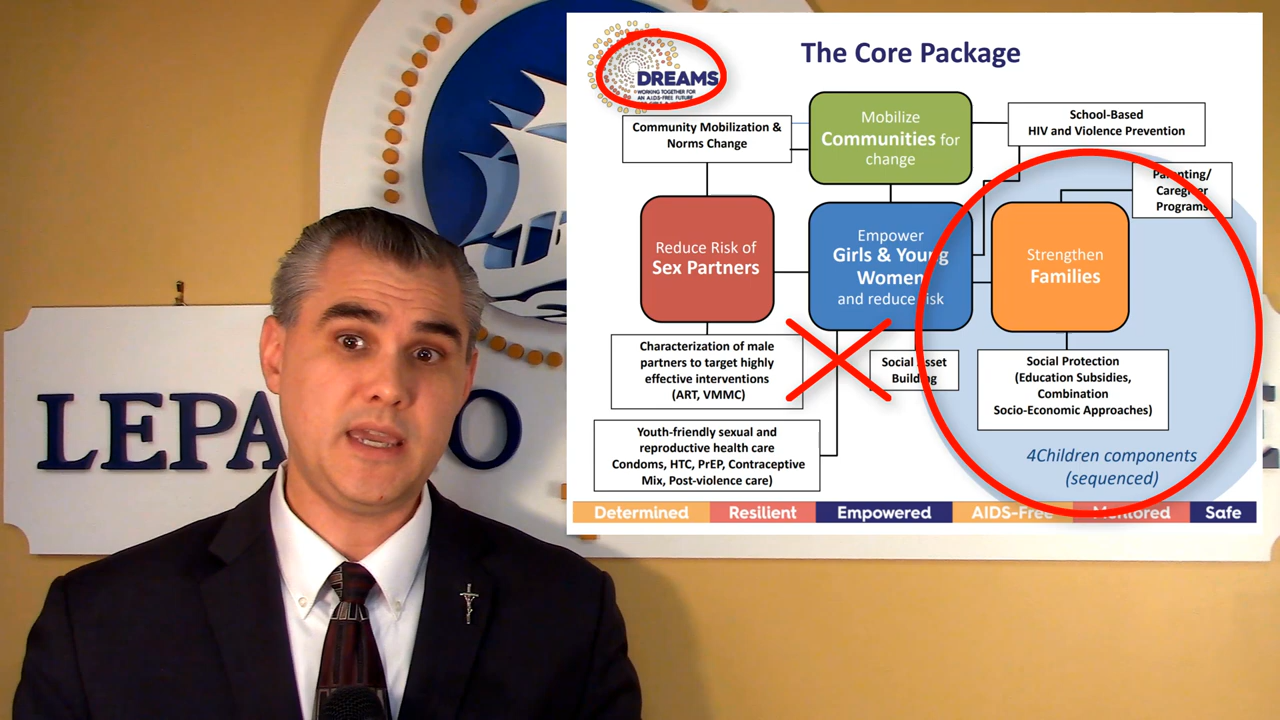 LEPA
O
DREAMS
WORKING TOGETHER FOR
AN AIDS-FREE FUTURE
The Core Package
Mobilize
Communities for
change
Community Mobilization &
Norms Change
School-Based
HIV and Violence Prevention
Parenting/
Caregiver
Programs
Reduce Risk of
Sex Partners
Empower
Girls & Young
Women
and reduce risk
Strengthen
Families
Characterization of male
partners to target highly
effective interventions
(ART, VMMC)
Social Asset
Building
Social Protection
(Education Subsidies,
Combination
Socio-Economic Approaches)
Youth-friendly sexual and
reproductive health care
Condoms, HTC, PrEP, Contraceptive
Mix, Post-violence care)
4Children components
(sequenced)
Determined Resilient Empowered AIDS-Free Mentored Safe